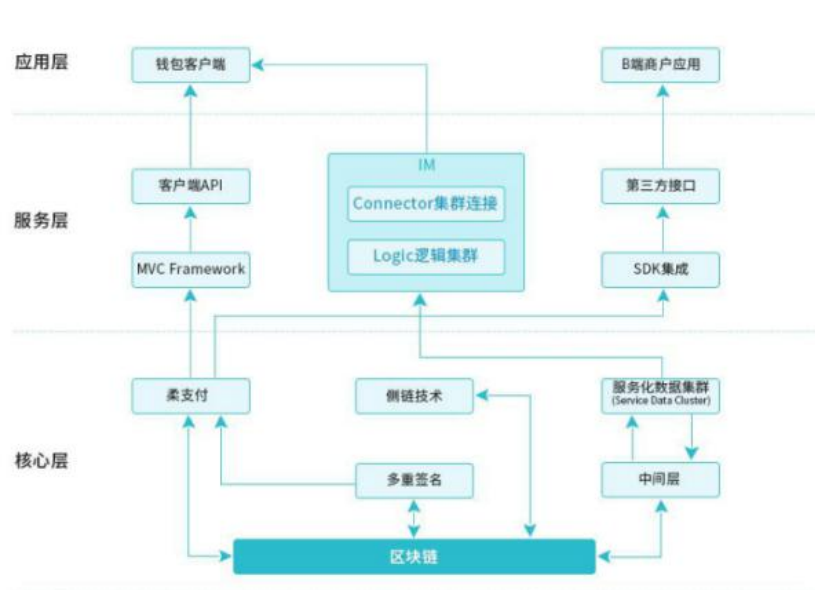 应用层
钱包客户端
B端商户应用
IM
客户端API
第三方接口
Connector集群连接
服务层
Logic逻辑集群
MVC Framework
SDK集成
柔支付
侧链技术
服务化数据集群
(Service Data Cluster)
核心层
多重签名
中间层
区块链